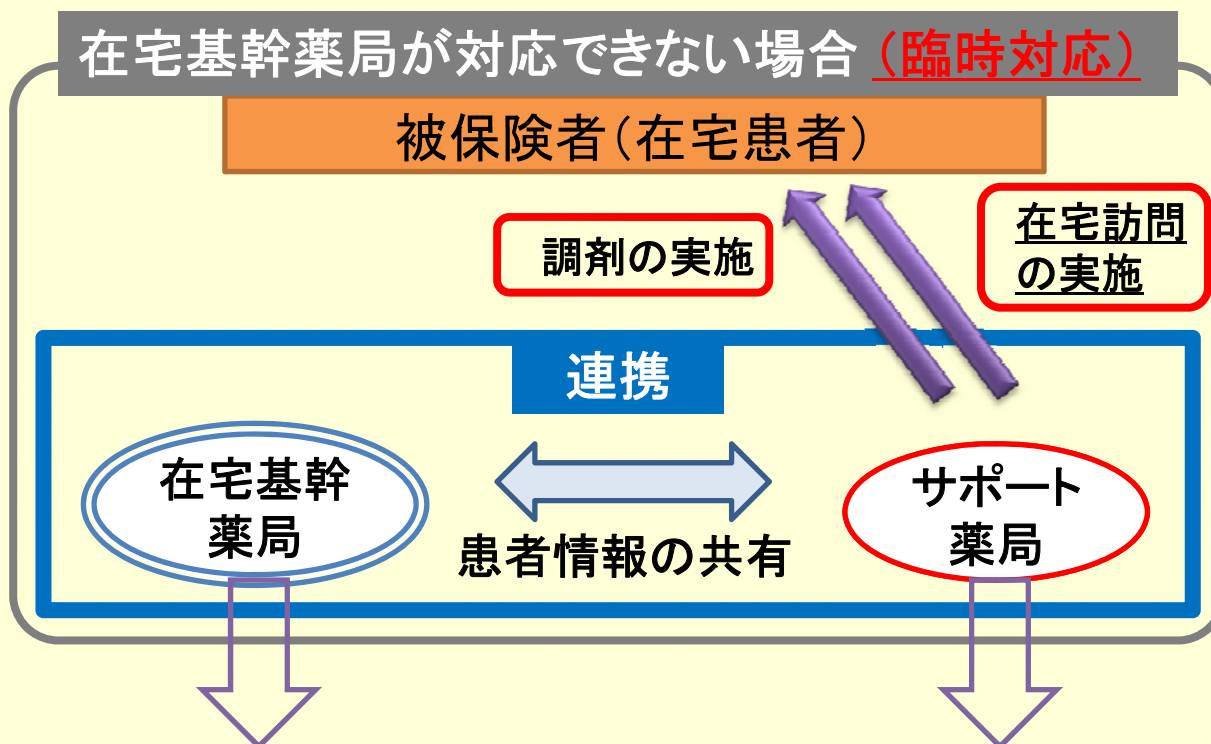 在宅基幹薬局が対応できない場合（臨時対応）
被保険者（在宅患者）
調剤の実施
在宅訪問
の実施
連携
在宅基幹
薬局
患者情報の共有
サポート
薬局